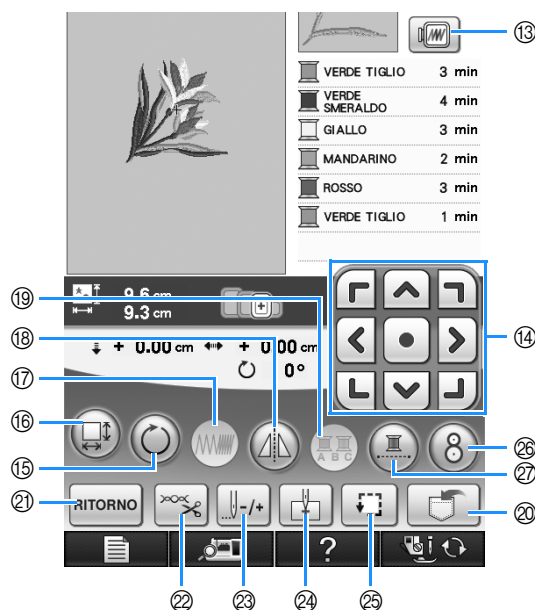 ⑬
VERDE TIGLIO 3 min
VERDE SMERALDO 4 min
GIALLO 3 min
MANDARINO 2 min
ROSSO 3 min
VERDE TIGLIO 1 min
⑭
9.6 cm
9.3 cm
+ 0.00 cm + 0.00 cm
0°
⑲
⑱
⑰
⑯
⑮
A B C
8
㉖
㉗
㉑
RITORNO
-/+
⑳
?
㉒
㉓
㉔
㉕